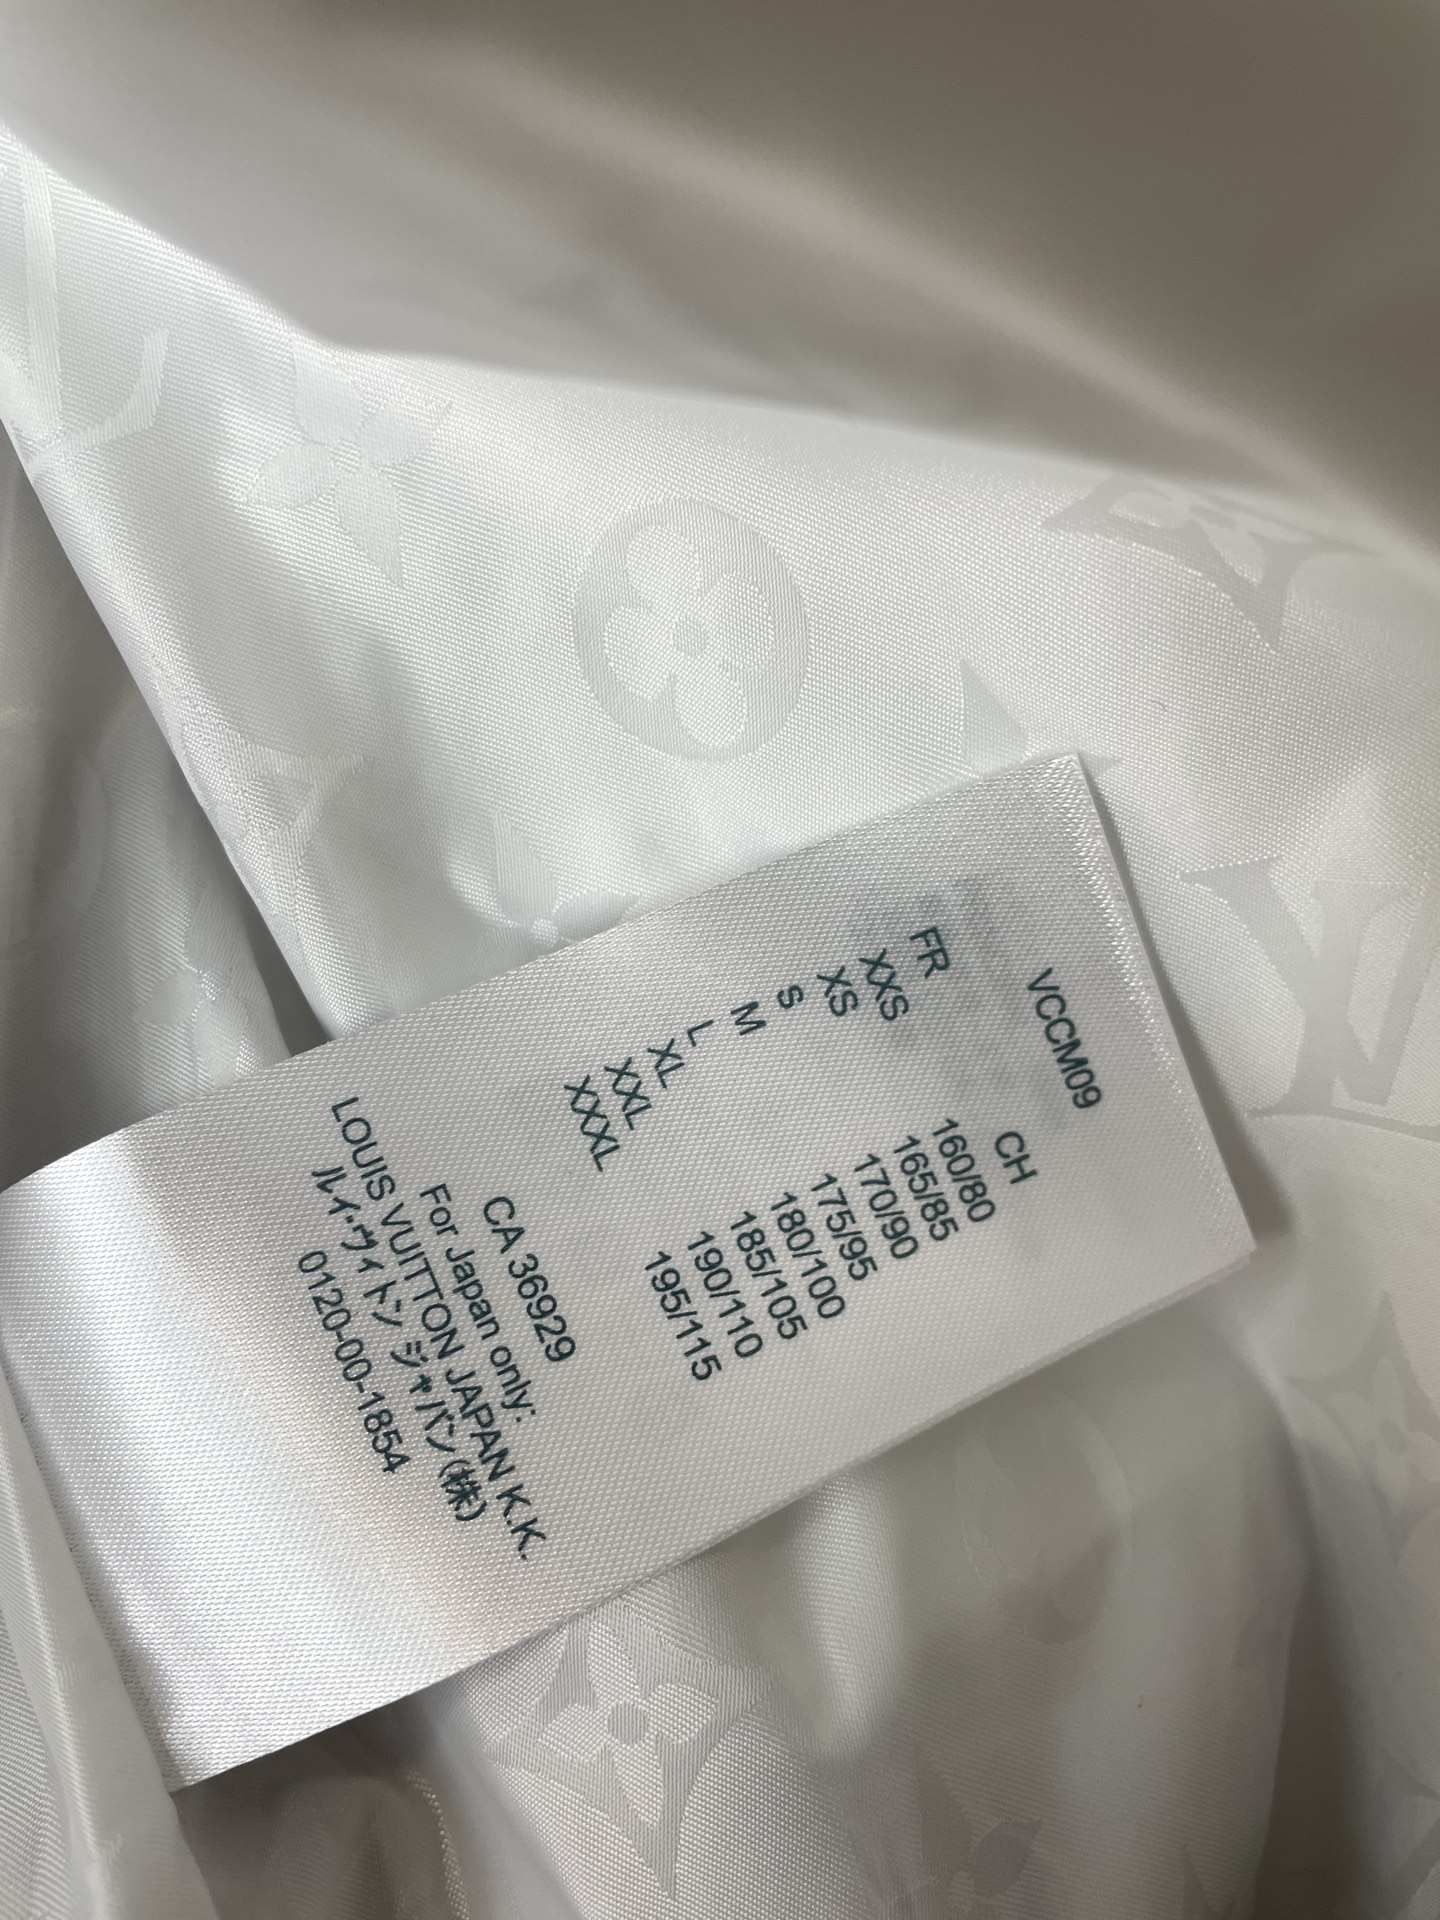 VCCM09
FR CH
XXS 160/80
XS 165/85
S 170/90
M 175/95
L 180/100
XL 185/105
XXL 190/110
XXXL 195/115
CA 36929
For Japan only:
LOUIS VUITTON JAPAN K.K.
ルイ・ヴィトン ジャパン(株)
0120-00-1854